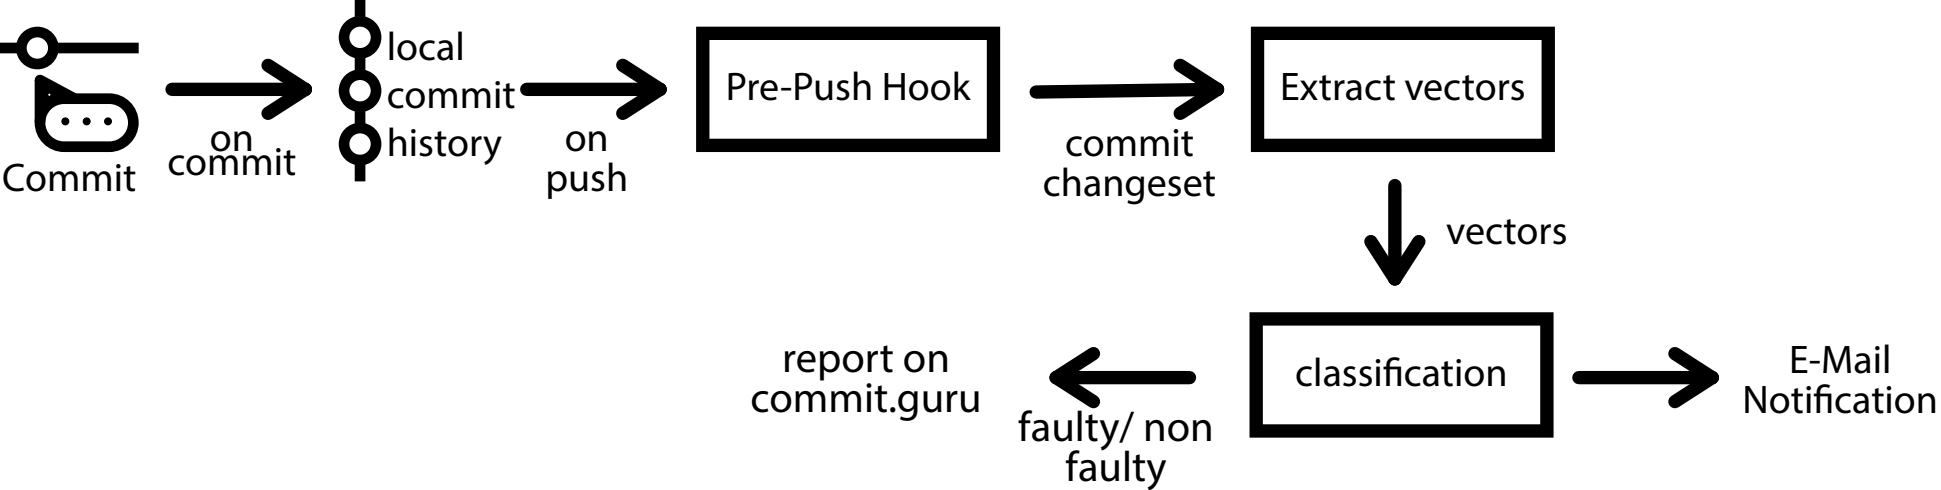 Commit
on
commit
local
commit
history
on
push
Pre-Push Hook
commit
changeset
Extract vectors
vectors
classification
report on
commit.guru
faulty/ non
faulty
E-Mail
Notification